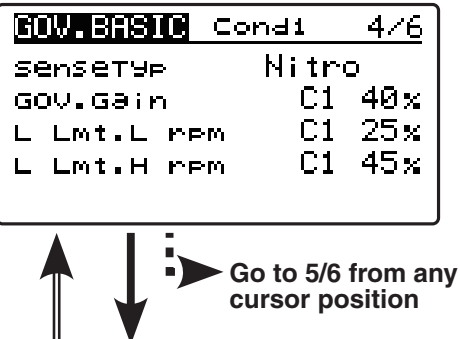 GOV.BASIC Cond1 4/6
SenseTyp Nitro
GOV.Gain C1 40%
L Lmt.L rpm C1 25%
L Lmt.H rpm C1 45%
Go to 5/6 from any
cursor position